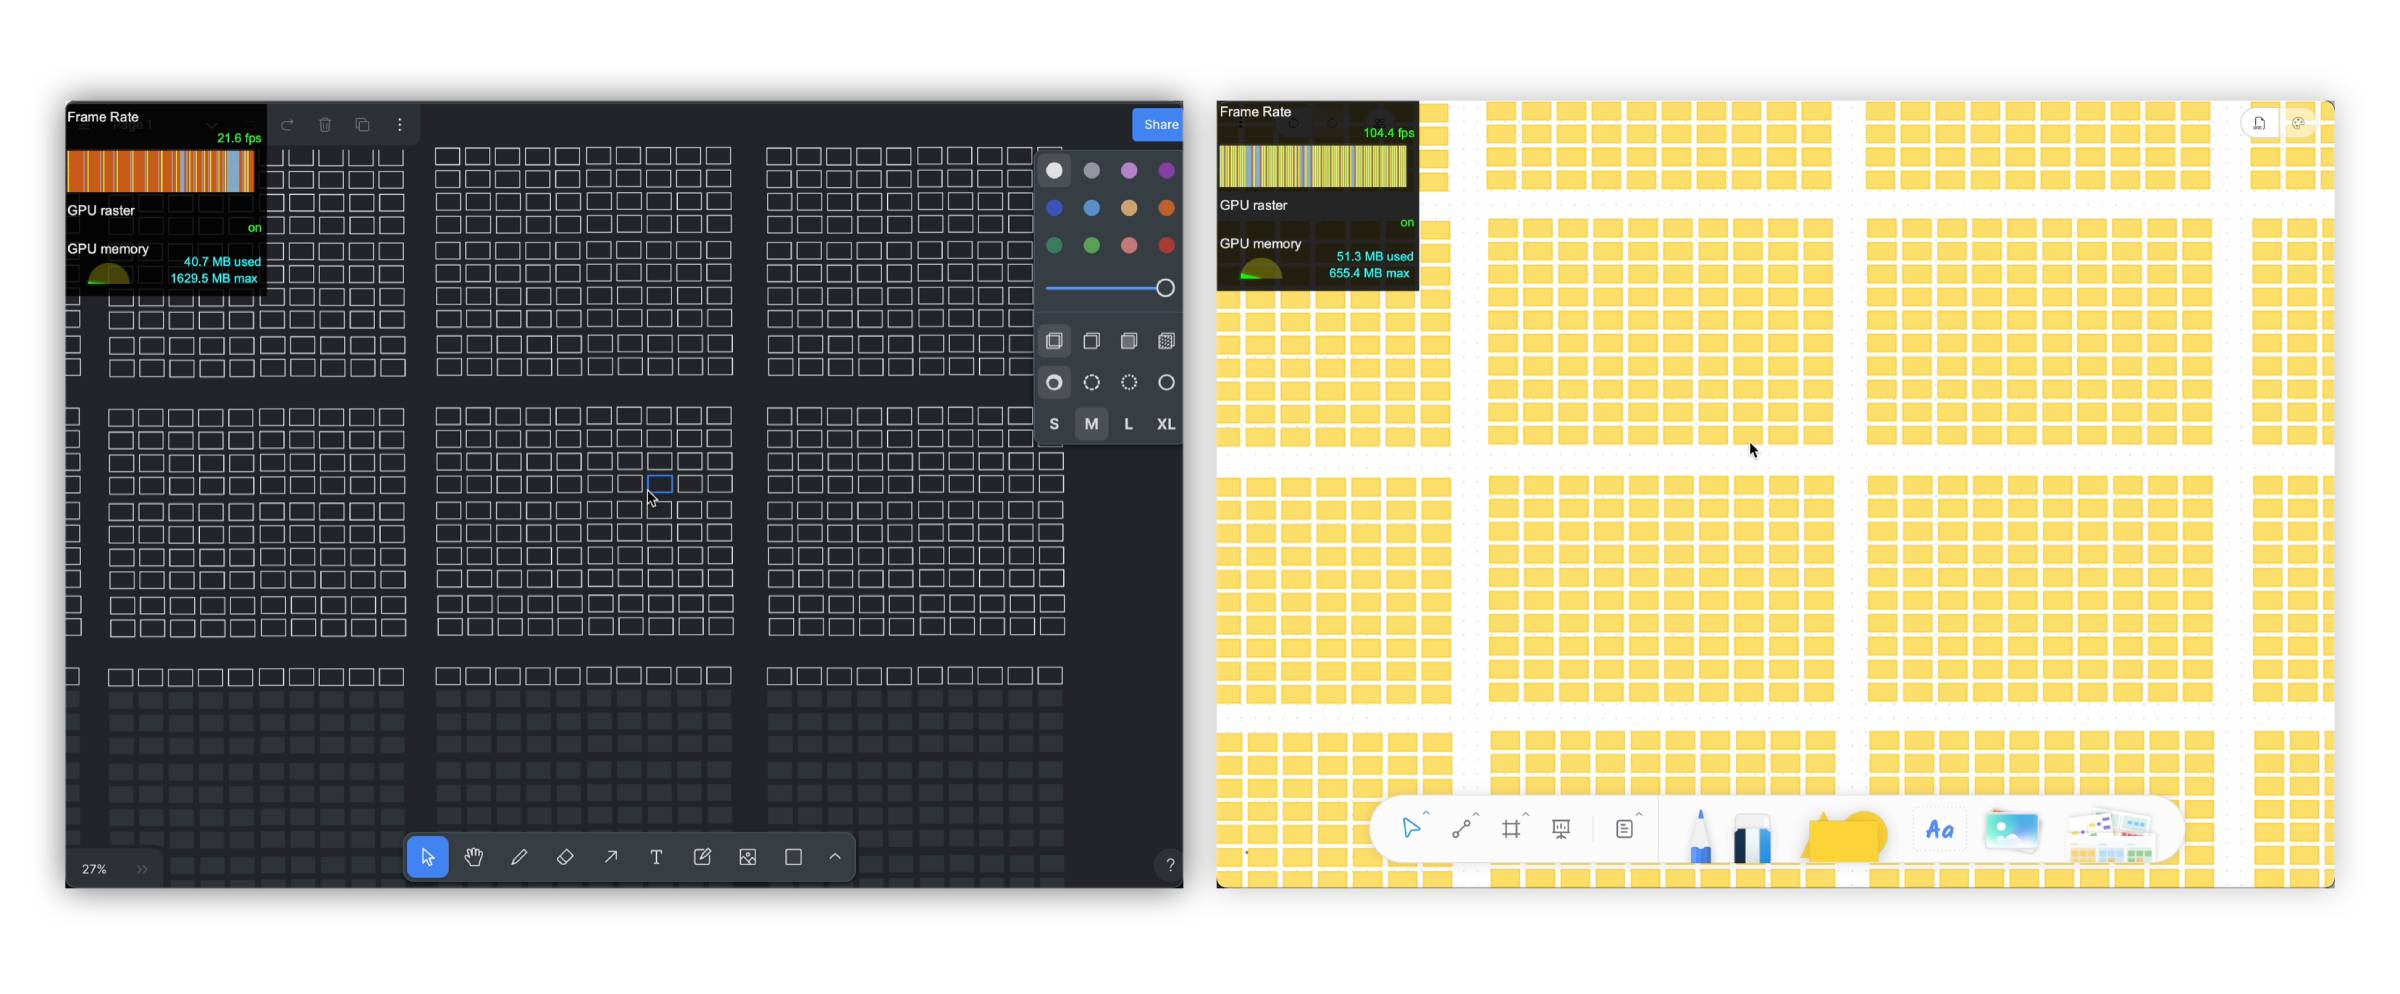 Frame Rate
Page 1
21.6 fps
GPU raster
on
GPU memory
40.7 MB used
1629.5 MB max
Share
S M L XL
27%
?
Frame Rate
104.4 fps
GPU raster
on
GPU memory
51.3 MB used
655.4 MB max
Aa